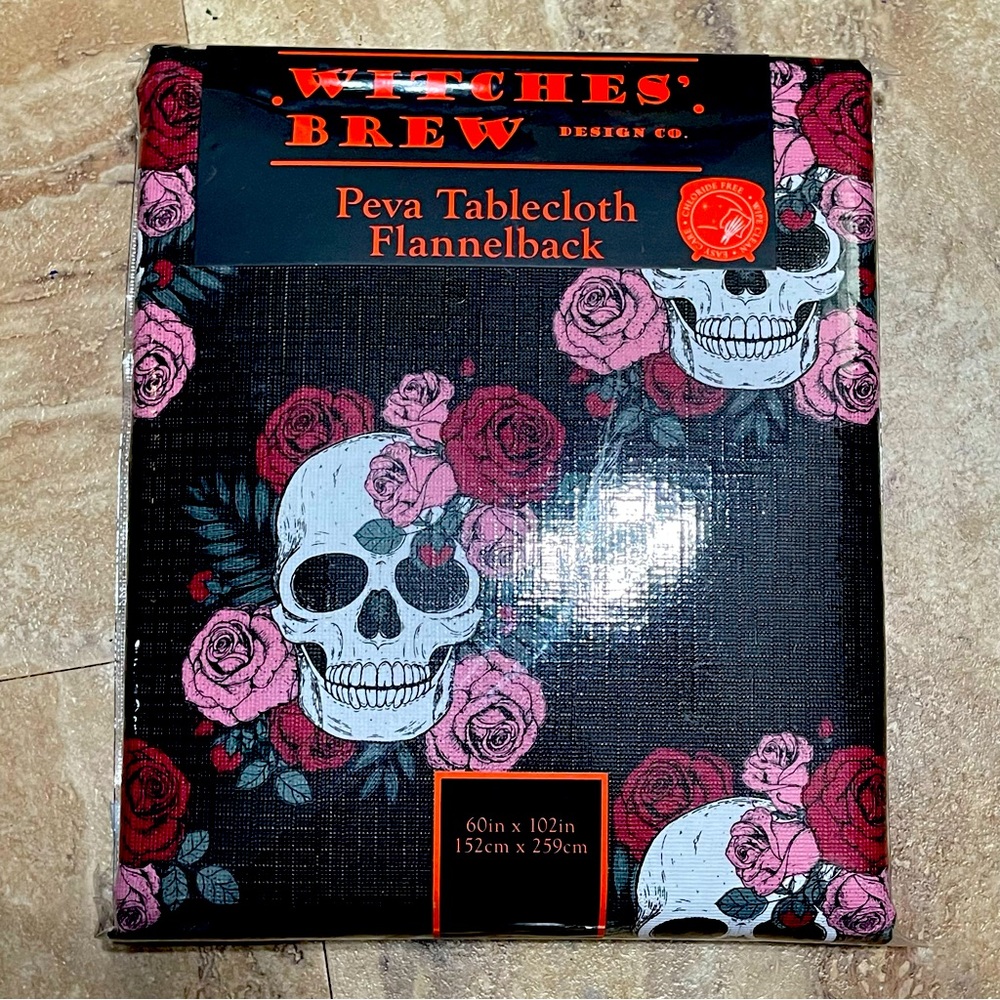 WITCHES'
BREW DESIGN CO.
Peva Tablecloth
Flannelback
CHLORIDE FREE • WIPE CLEAN • EASY CARE •
60in x 102in
152cm x 259cm